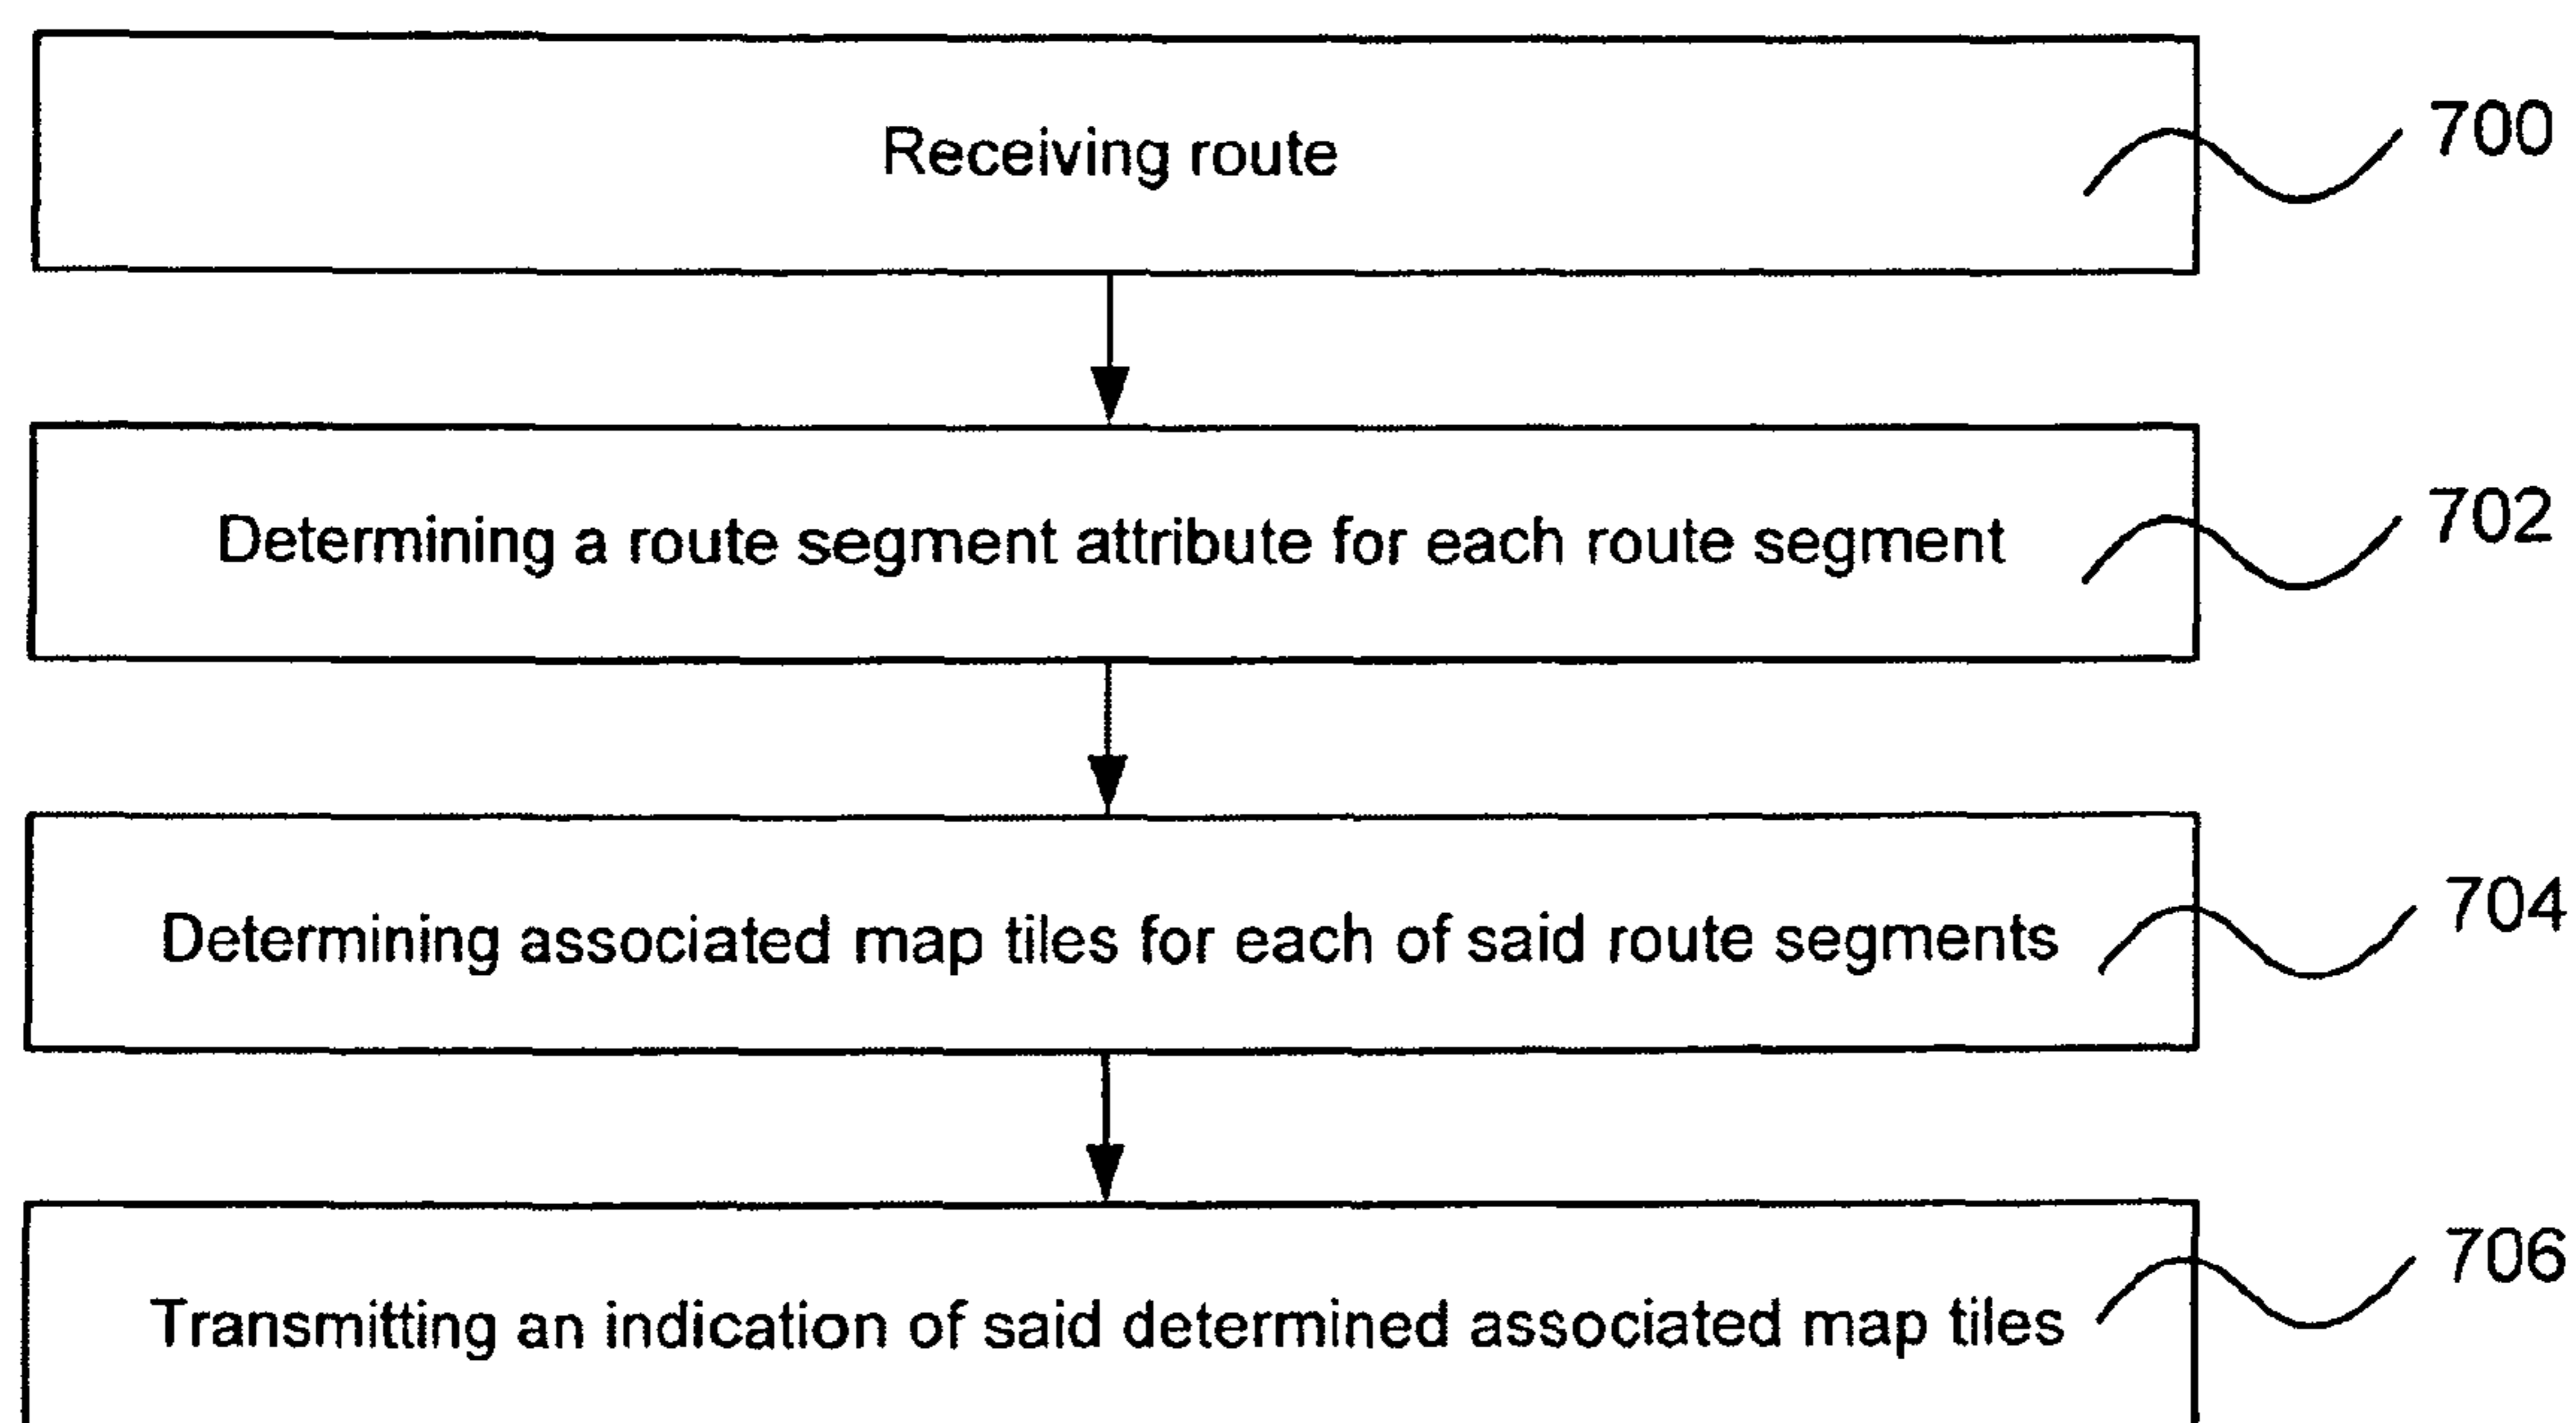 Receiving route
700
Determining a route segment attribute for each route segment
702
Determining associated map tiles for each of said route segments
704
Transmitting an indication of said determined associated map tiles
706